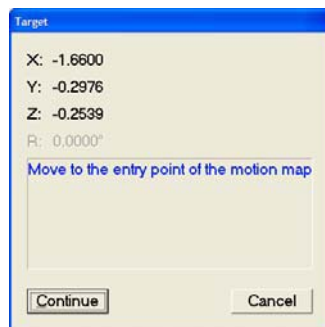 Target
X: -1.6600
Y: -0.2976
Z: -0.2539
R: 0,0000°
Move to the entry point of the motion map
Continue
Cancel